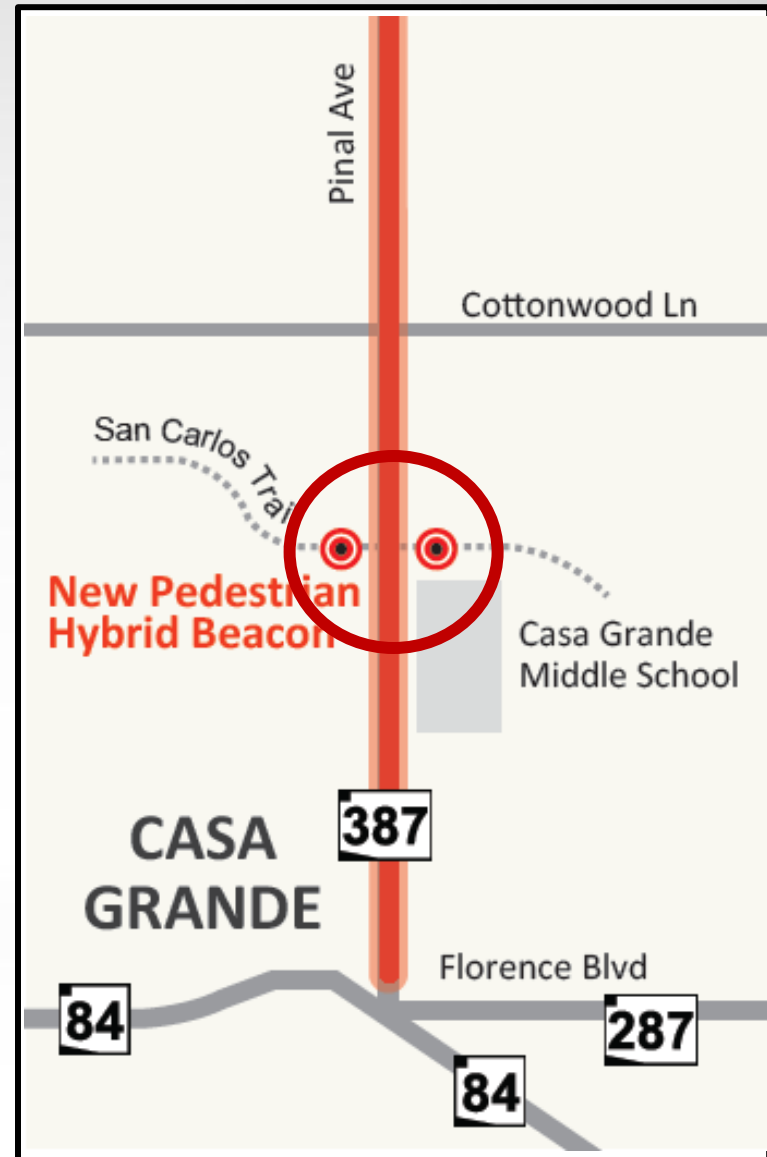 Pinal Ave
Cottonwood Ln
San Carlos Trail
New Pedestrian
Hybrid Beacon
Casa Grande
Middle School
387
CASA
GRANDE
Florence Blvd
84
287
84